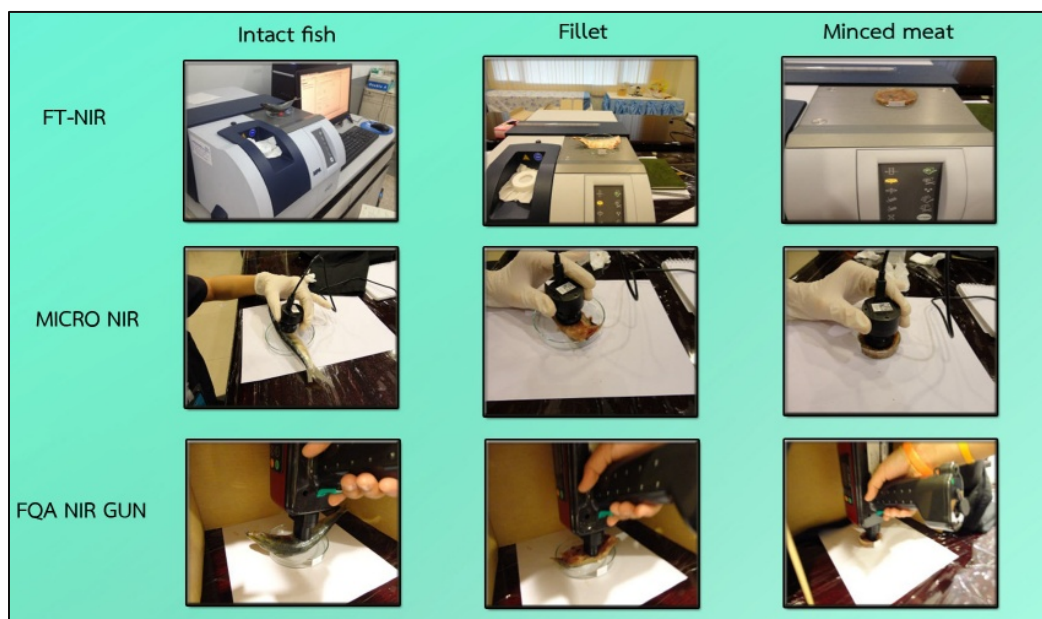 Intact fish
Fillet
Minced meat
FT-NIR
MICRO NIR
FQA NIR GUN